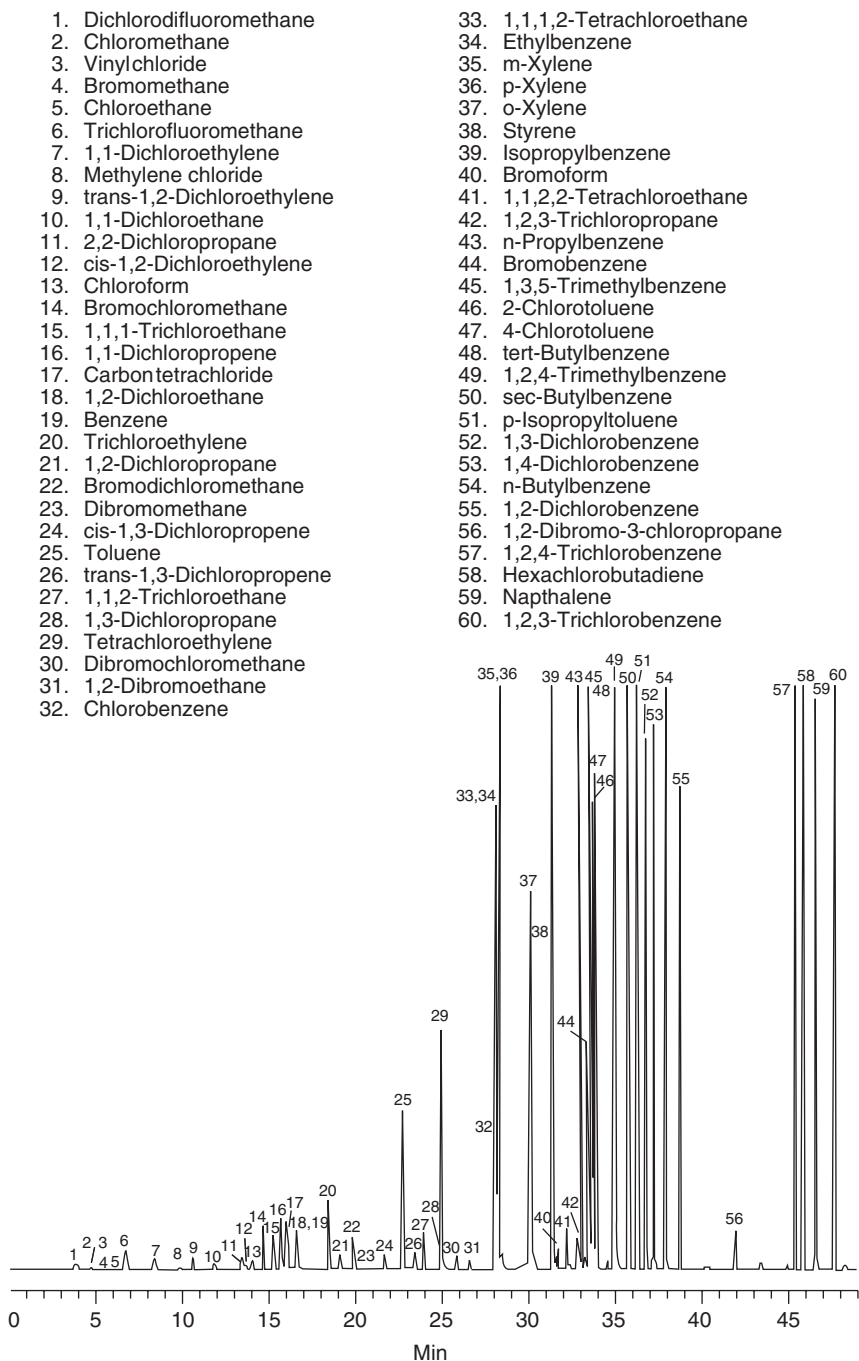 1. Dichlorodifluoromethane
2. Chloromethane
3. Vinylchloride
4. Bromomethane
5. Chloroethane
6. Trichlorofluoromethane
7. 1,1-Dichloroethylene
8. Methylene chloride
9. trans-1,2-Dichloroethylene
10. 1,1-Dichloroethane
11. 2,2-Dichloropropane
12. cis-1,2-Dichloroethylene
13. Chloroform
14. Bromochloromethane
15. 1,1,1-Trichloroethane
16. 1,1-Dichloropropene
17. Carbontetrachloride
18. 1,2-Dichloroethane
19. Benzene
20. Trichloroethylene
21. 1,2-Dichloropropane
22. Bromodichloromethane
23. Dibromomethane
24. cis-1,3-Dichloropropene
25. Toluene
26. trans-1,3-Dichloropropene
27. 1,1,2-Trichloroethane
28. 1,3-Dichloropropane
29. Tetrachloroethylene
30. Dibromochloromethane
31. 1,2-Dibromoethane
32. Chlorobenzene
33. 1,1,1,2-Tetrachloroethane
34. Ethylbenzene
35. m-Xylene
36. p-Xylene
37. o-Xylene
38. Styrene
39. Isopropylbenzene
40. Bromoform
41. 1,1,2,2-Tetrachloroethane
42. 1,2,3-Trichloropropane
43. n-Propylbenzene
44. Bromobenzene
45. 1,3,5-Trimethylbenzene
46. 2-Chlorotoluene
47. 4-Chlorotoluene
48. tert-Butylbenzene
49. 1,2,4-Trimethylbenzene
50. sec-Butylbenzene
51. p-Isopropyltoluene
52. 1,3-Dichlorobenzene
53. 1,4-Dichlorobenzene
54. n-Butylbenzene
55. 1,2-Dichlorobenzene
56. 1,2-Dibromo-3-chloropropane
57. 1,2,4-Trichlorobenzene
58. Hexachlorobutadiene
59. Napthalene
60. 1,2,3-Trichlorobenzene
1
2
3
4
5
6
7
8
9
10
11
12
13
14
15
16
17
18,19
20
21
22
23
24
25
26
27
28
29
30
31
32
33,34
35,36
37
38
39
40
41
42
43
44
45
46
47
48
49
50
51
52
53
54
55
56
57
58
59
60
0 5 10 15 20 25 30 35 40 45
Min